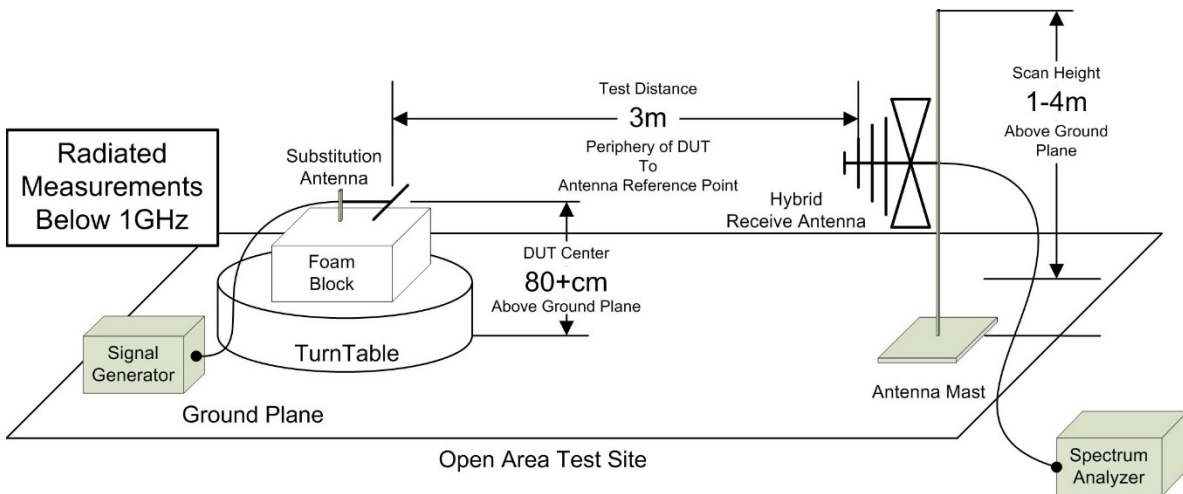 Radiated
Measurements
Below 1GHz
Substitution
Antenna
Test Distance
3m
Periphery of DUT
To
Antenna Reference Point
Scan Height
1-4m
Above Ground
Plane
Hybrid
Receive Antenna
Foam
Block
DUT Center
80+cm
Above Ground Plane
TurnTable
Signal
Generator
Ground Plane
Antenna Mast
Open Area Test Site
Spectrum
Analyzer